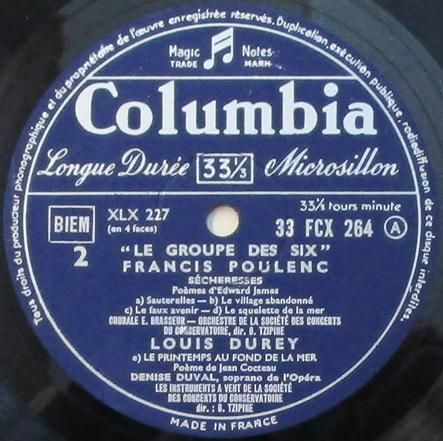 Tous droits du producteur phonographique et du propriétaire de l'œuvre enregistrée réservés. Duplication, exécution publique, radiodiffusion de ce disque interdites.
Magic Notes
TRADE MARK
Columbia
Longue Durée 33⅓ Microsillon
BIEM XLX 227 33⅓ tours minute
(en 4 faces) 33 FCX 264 A
2
"LE GROUPE DES SIX"
FRANCIS POULENC
SÉCHERESSES
Poèmes d'Edward James
a) Sauterelles — b) Le village abandonné
c) Le faux avenir — d) Le squelette de la mer
CHORALE E. BRASSEUR — ORCHESTRE DE LA SOCIÉTÉ DES CONCERTS
DU CONSERVATOIRE, dir. G. TZIPINE
LOUIS DUREY
e) LE PRINTEMPS AU FOND DE LA MER
Poème de Jean Cocteau
DENISE DUVAL, soprano de l'Opéra
LES INSTRUMENTS A VENT DE LA SOCIÉTÉ
DES CONCERTS DU CONSERVATOIRE
dir. : G. TZIPINE
MADE IN FRANCE